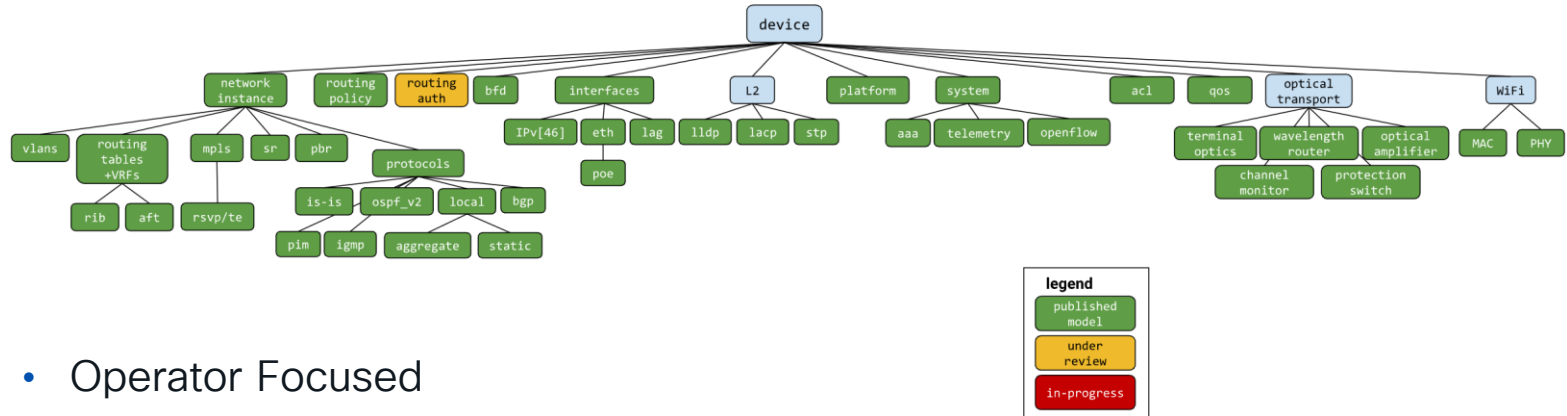 device
network
instance
routing
policy
routing
auth
bfd
interfaces
L2
platform
system
acl
qos
optical
transport
WiFi
vlans
routing
tables
+VRFs
mpls
sr
pbr
protocols
IPv[46]
eth
lag
lldp
lacp
stp
aaa
telemetry
openflow
terminal
optics
wavelength
router
optical
amplifier
MAC
PHY
poe
channel
monitor
protection
switch
rib
aft
rsvp/te
is-is
ospf_v2
local
bgp
pim
igmp
aggregate
static
legend
published
model
under
review
in-progress
• Operator Focused